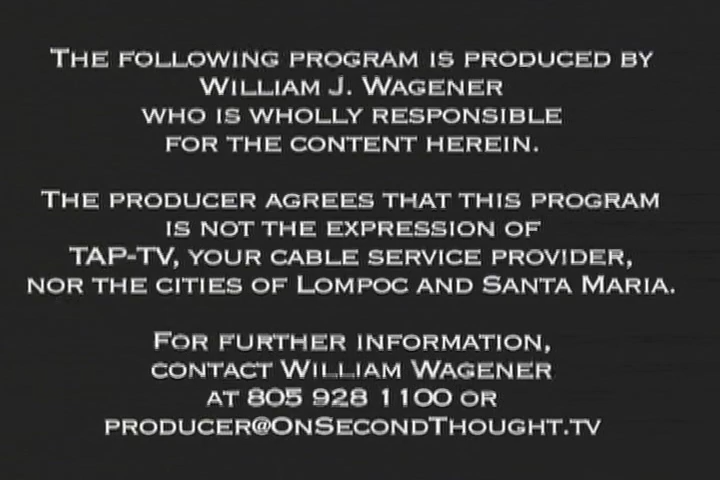 THE FOLLOWING PROGRAM IS PRODUCED BY
WILLIAM J. WAGENER
WHO IS WHOLLY RESPONSIBLE
FOR THE CONTENT HEREIN.
THE PRODUCER AGREES THAT THIS PROGRAM
IS NOT THE EXPRESSION OF
TAP-TV, YOUR CABLE SERVICE PROVIDER,
NOR THE CITIES OF LOMPOC AND SANTA MARIA.
FOR FURTHER INFORMATION,
CONTACT WILLIAM WAGENER
AT 805 928 1100 OR
PRODUCER@ONSECONDTHOUGHT.TV